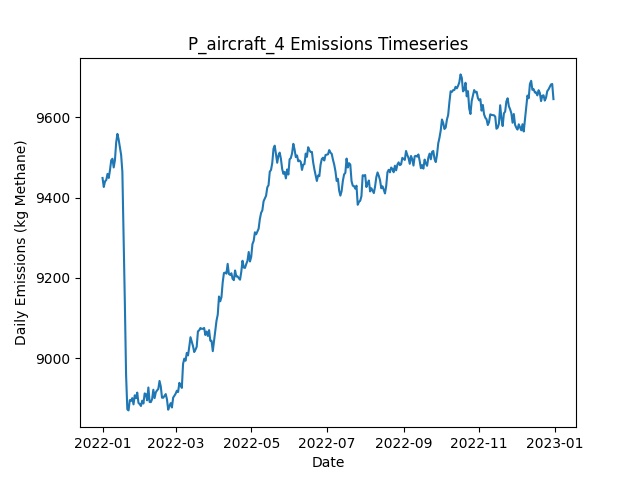 P_aircraft_4 Emissions Timeseries
Daily Emissions (kg Methane)
9600
9400
9200
9000
2022-01 2022-03 2022-05 2022-07 2022-09 2022-11 2023-01
Date